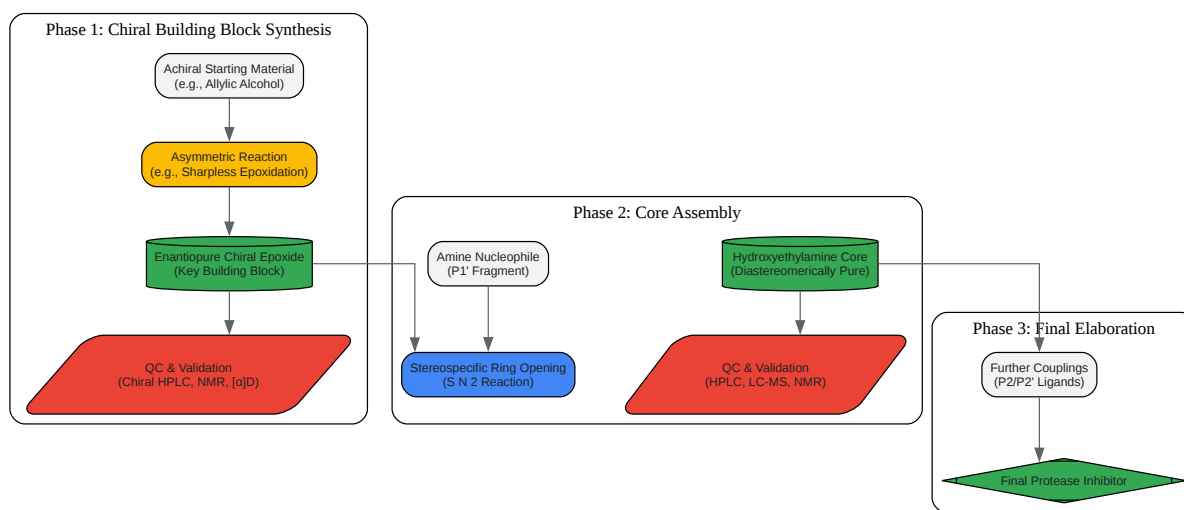 Phase 1: Chiral Building Block Synthesis
Achiral Starting Material
(e.g., Allylic Alcohol)
Asymmetric Reaction
(e.g., Sharpless Epoxidation)
Enantiopure Chiral Epoxide
(Key Building Block)
QC & Validation
(Chiral HPLC, NMR, [α]D)
Phase 2: Core Assembly
Amine Nucleophile
(P1' Fragment)
Stereospecific Ring Opening
(S N 2 Reaction)
Hydroxyethylamine Core
(Diastereomerically Pure)
QC & Validation
(HPLC, LC-MS, NMR)
Phase 3: Final Elaboration
Further Couplings
(P2/P2' Ligands)
Final Protease Inhibitor